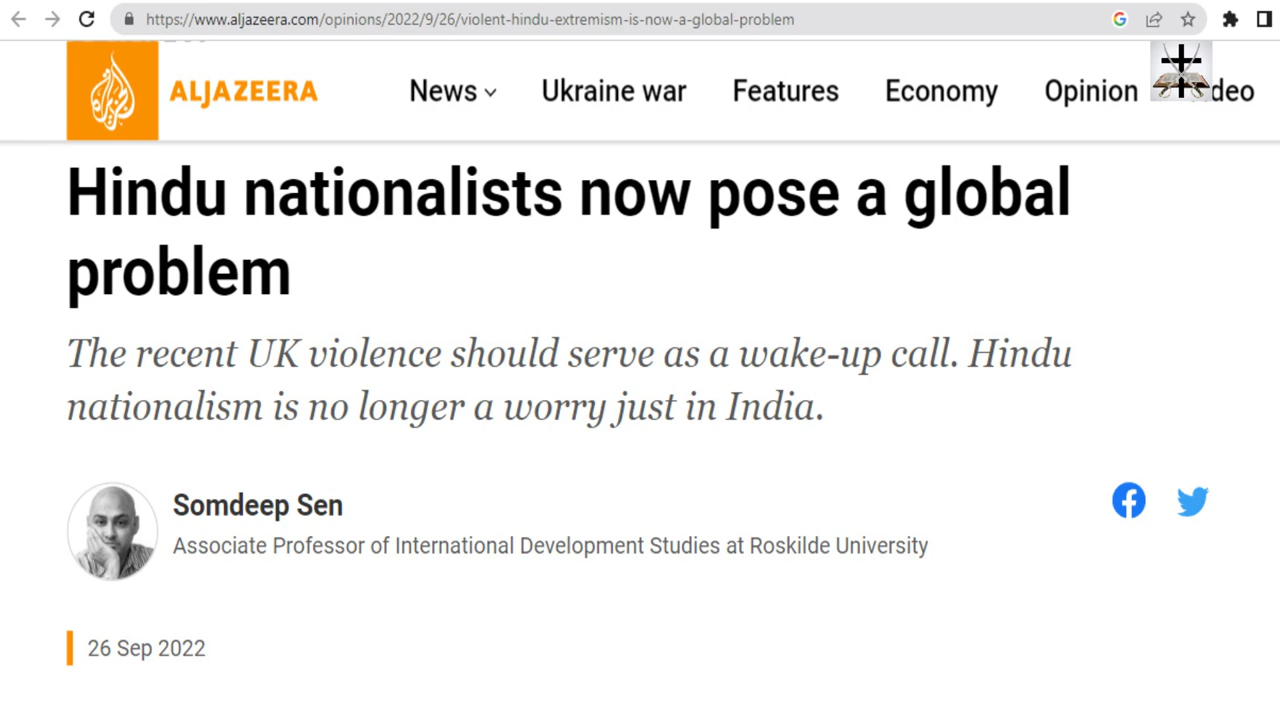 https://www.aljazeera.com/opinions/2022/9/26/violent-hindu-extremism-is-now-a-global-problem
ALJAZEERA
News Ukraine war Features Economy Opinion deo
Hindu nationalists now pose a global
problem
The recent UK violence should serve as a wake-up call. Hindu
nationalism is no longer a worry just in India.
Somdeep Sen
Associate Professor of International Development Studies at Roskilde University
26 Sep 2022